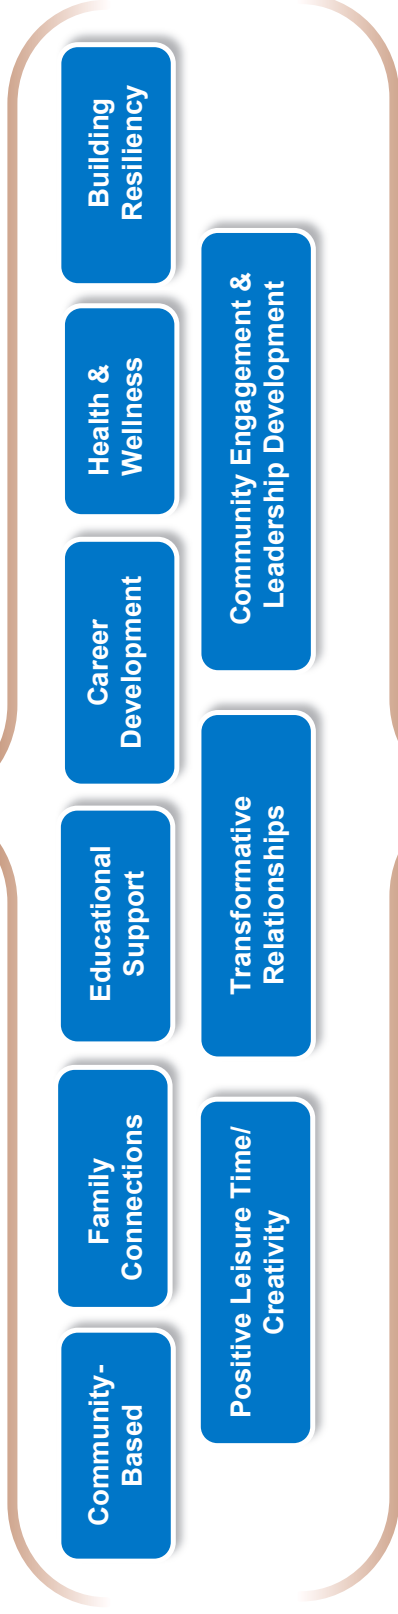 Community-
Based
Family
Connections
Educational
Support
Career
Development
Health &
Wellness
Building
Resiliency
Positive Leisure Time/
Creativity
Transformative
Relationships
Community Engagement &
Leadership Development